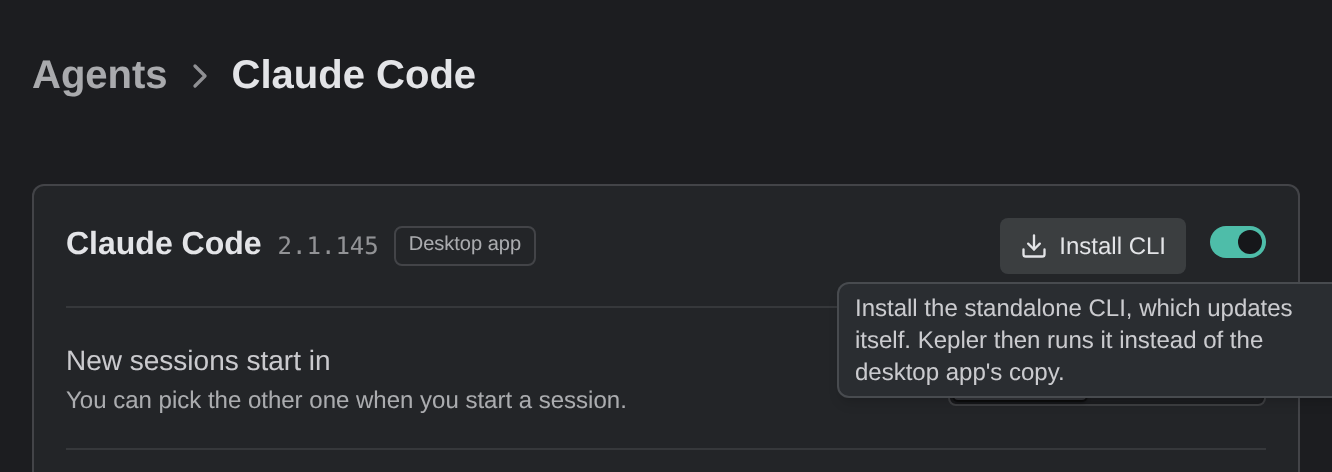 Agents > Claude Code
Claude Code 2.1.145 Desktop app Install CLI
Install the standalone CLI, which updates
itself. Kepler then runs it instead of the
desktop app's copy.
New sessions start in
You can pick the other one when you start a session.